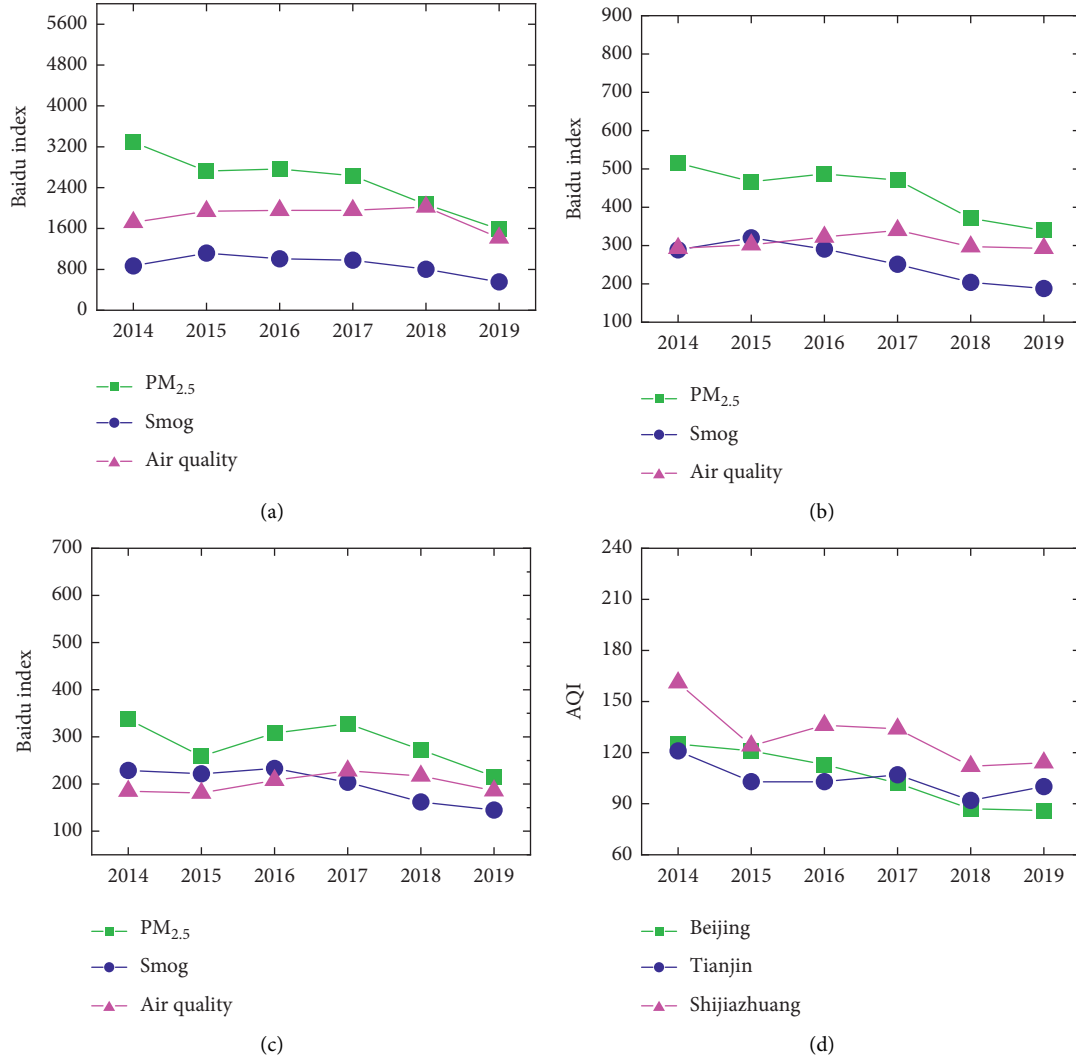 5600
4800
4000
3200
2400
1600
800
0
Baidu index
2014 2015 2016 2017 2018 2019
PM2.5
Smog
Air quality
(a)
900
800
700
600
500
400
300
200
100
Baidu index
2014 2015 2016 2017 2018 2019
PM2.5
Smog
Air quality
(b)
700
600
500
400
300
200
100
Baidu index
2014 2015 2016 2017 2018 2019
PM2.5
Smog
Air quality
(c)
240
210
180
150
120
90
60
AQI
2014 2015 2016 2017 2018 2019
Beijing
Tianjin
Shijiazhuang
(d)